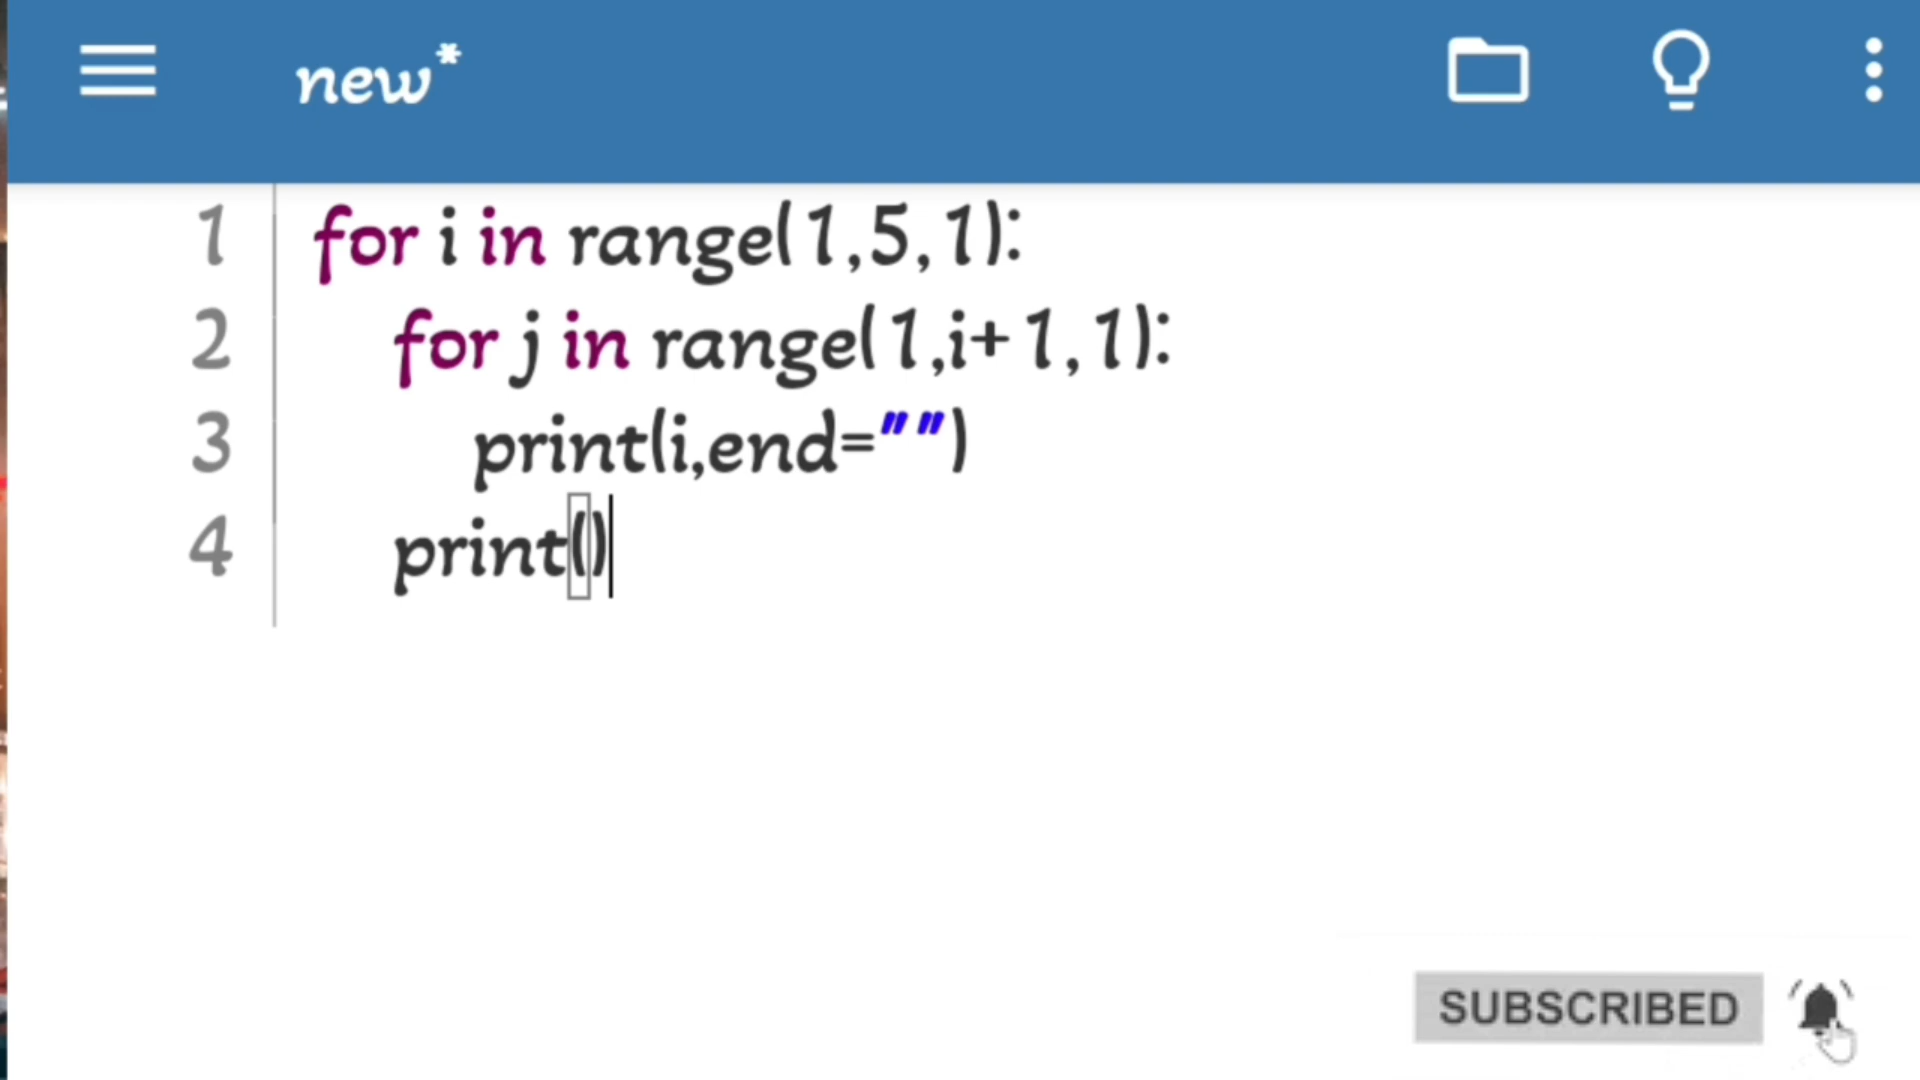 new*
1 for i in range(1,5,1):
2 for j in range(1,i+1,1):
3 print(i,end="")
4 print()
SUBSCRIBED